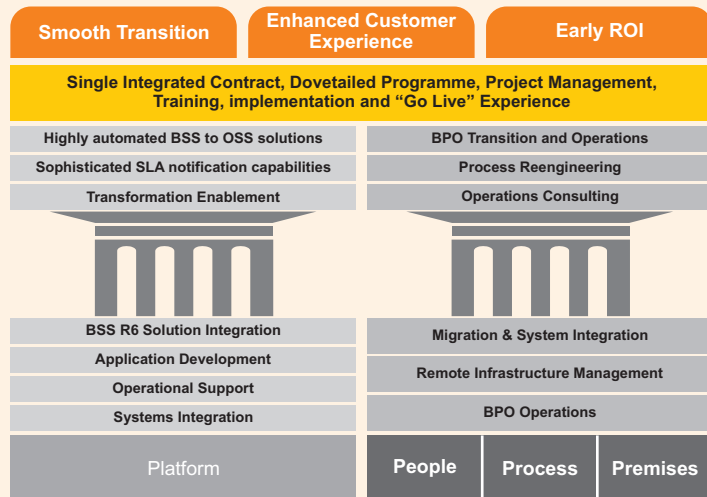 Smooth Transition
Enhanced Customer
Experience
Early ROI
Single Integrated Contract, Dovetailed Programme, Project Management,
Training, implementation and “Go Live” Experience
Highly automated BSS to OSS solutions
Sophisticated SLA notification capabilities
Transformation Enablement
BPO Transition and Operations
Process Reengineering
Operations Consulting
BSS R6 Solution Integration
Application Development
Operational Support
Systems Integration
Migration & System Integration
Remote Infrastructure Management
BPO Operations
Platform
People
Process
Premises